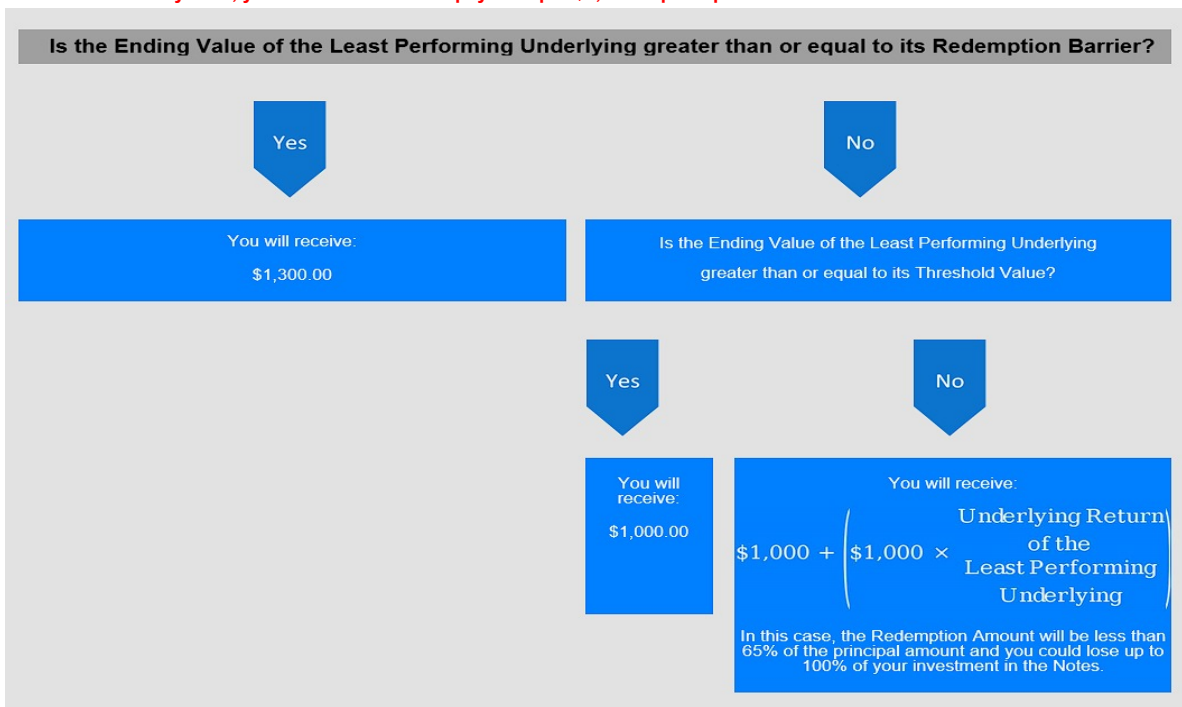 Is the Ending Value of the Least Performing Underlying greater than or equal to its Redemption Barrier?
Yes
No
You will receive:
$1,300.00
Is the Ending Value of the Least Performing Underlying
greater than or equal to its Threshold Value?
Yes
No
You will
receive:
$1,000.00
You will receive:
$1,000 + ($1,000 × Underlying Return
of the
Least Performing
Underlying)
In this case, the Redemption Amount will be less than
65% of the principal amount and you could lose up to
100% of your investment in the Notes.